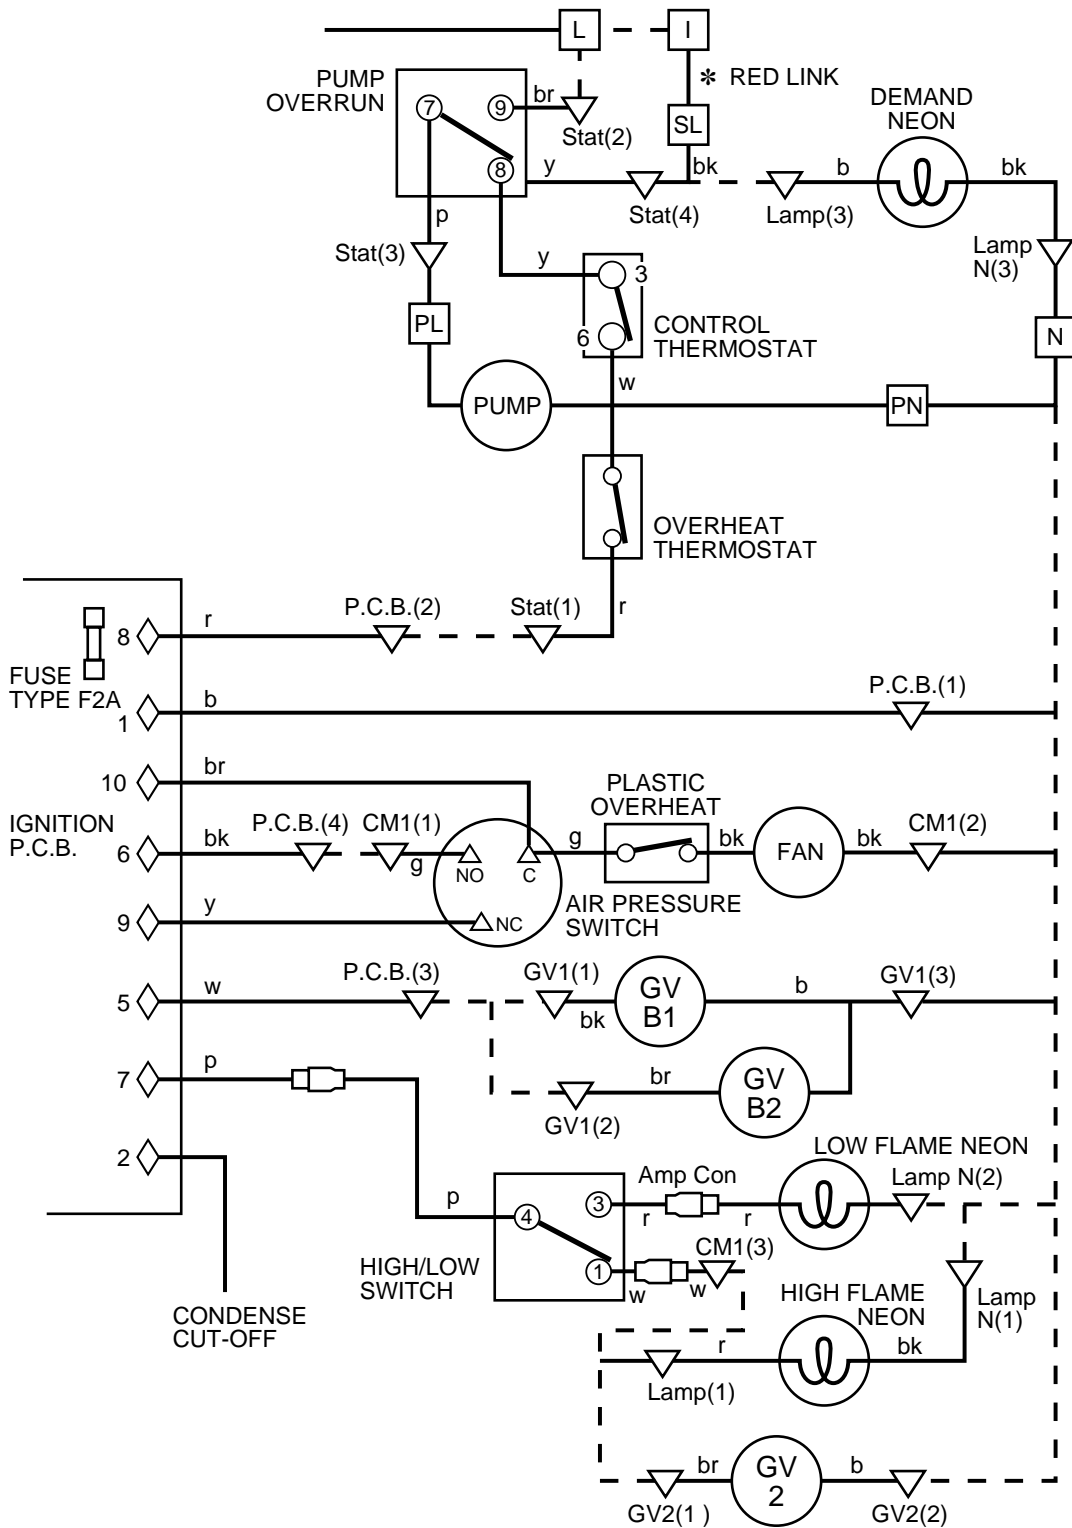 L
I
PUMP
OVERRUN
7
9
br
✻ RED LINK
DEMAND
NEON
Stat(2)
SL
8
y
bk
b
bk
Stat(4)
Lamp(3)
p
Stat(3)
Lamp
N(3)
y
3
PL
6
CONTROL
THERMOSTAT
N
w
PUMP
PN
OVERHEAT
THERMOSTAT
r
P.C.B.(2)
Stat(1)
r
8
FUSE
TYPE F2A
P.C.B.(1)
b
1
br
10
PLASTIC
OVERHEAT
IGNITION
P.C.B.
6
bk
P.C.B.(4)
CM1(1)
g
NO
C
g
bk
FAN
bk
CM1(2)
AIR PRESSURE
SWITCH
y
9
NC
P.C.B.(3)
GV1(1)
GV1(3)
w
5
bk
GV
B1
b
p
7
br
GV
B2
GV1(2)
2
LOW FLAME NEON
Amp Con
Lamp N(2)
p
4
3
r
r
CM1(3)
HIGH/LOW
SWITCH
1
w
w
HIGH FLAME
NEON
Lamp
N(1)
CONDENSE
CUT-OFF
r
bk
Lamp(1)
br
GV
2
b
GV2(1 )
GV2(2)